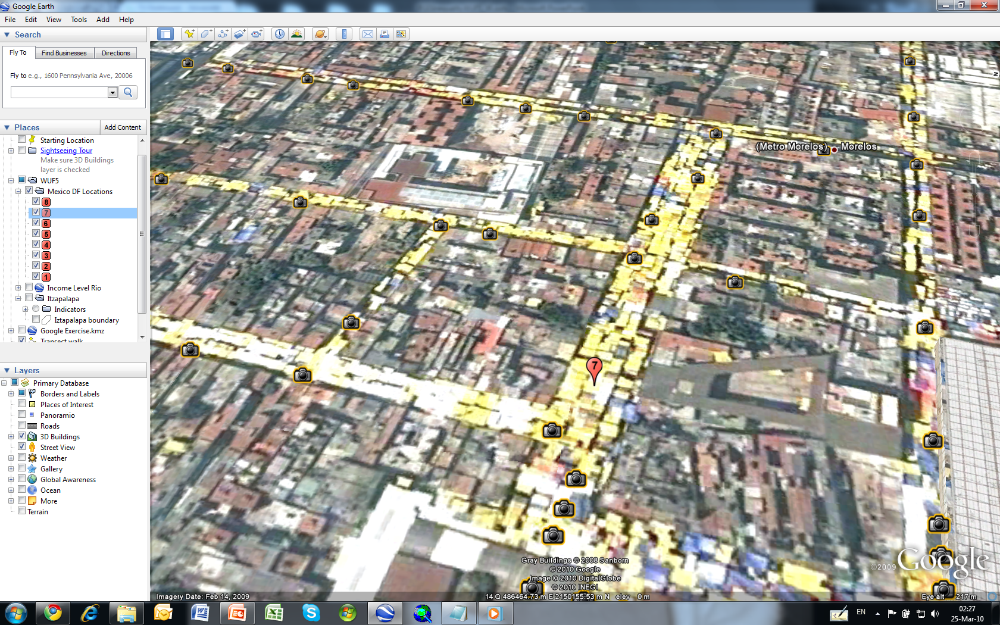 Google Earth
File Edit View Tools Add Help
Search
Fly To Find Businesses Directions
Fly to e.g., 1600 Pennsylvania Ave, 20006
Places Add Content
Starting Location
Sightseeing Tour
Make sure 3D Buildings
layer is checked
WUF5
Mexico DF Locations
8
7
6
5
4
3
2
1
Income Level Rio
Itzapalapa
Indicators
Iztapalapa boundary
Google Exercise.kmz
Transect walk
Layers
Primary Database
Borders and Labels
Places of Interest
Panoramio
Roads
3D Buildings
Street View
Weather
Gallery
Global Awareness
Ocean
More
Terrain
N
(Metro Morelos) Morelos
7
Gray Buildings © 2008 Sanborn
© 2010 Google
Image © 2010 DigitalGlobe
© 2010 INEGI
©2009 Google
Imagery Date: Feb 14, 2009 14 Q 486464.73 m E 2150155.53 m N elev 0 m Eye alt 217 m
EN 02:27
25-Mar-10